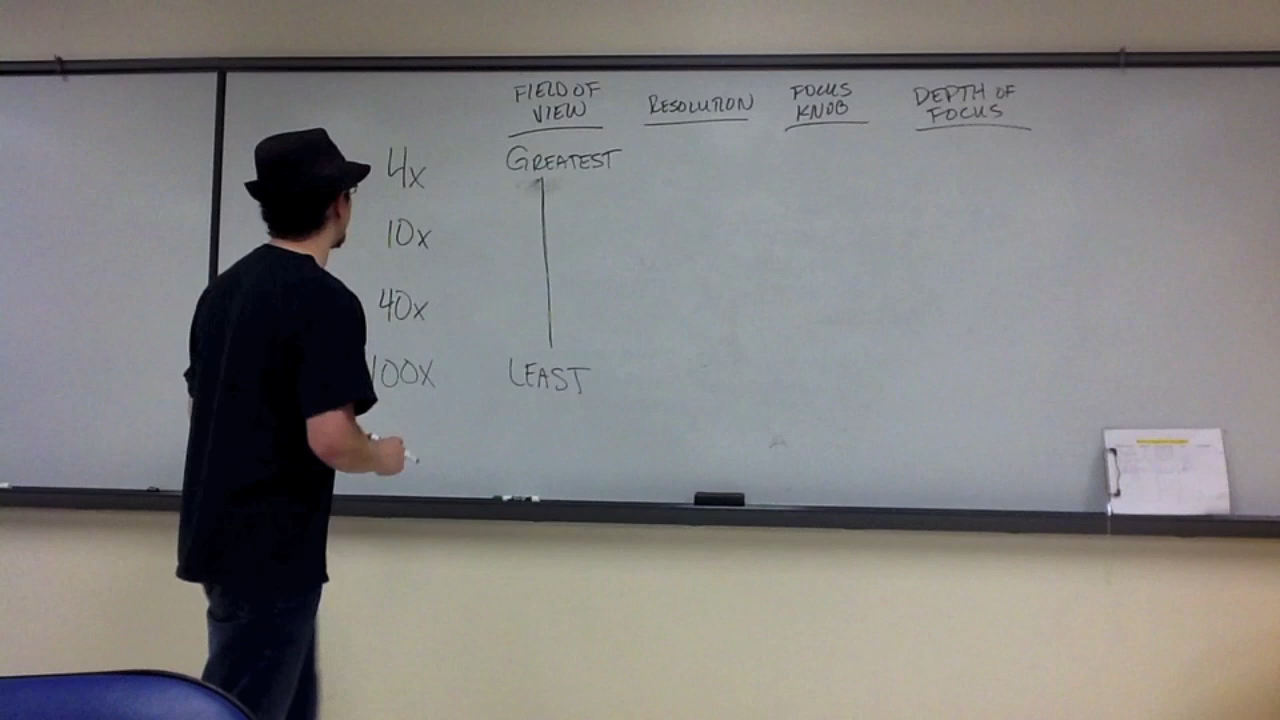 FIELD OF
VIEW
RESOLUTION
FOCUS
KNOB
DEPTH OF
FOCUS
4x
GREATEST
10x
40x
100x
LEAST